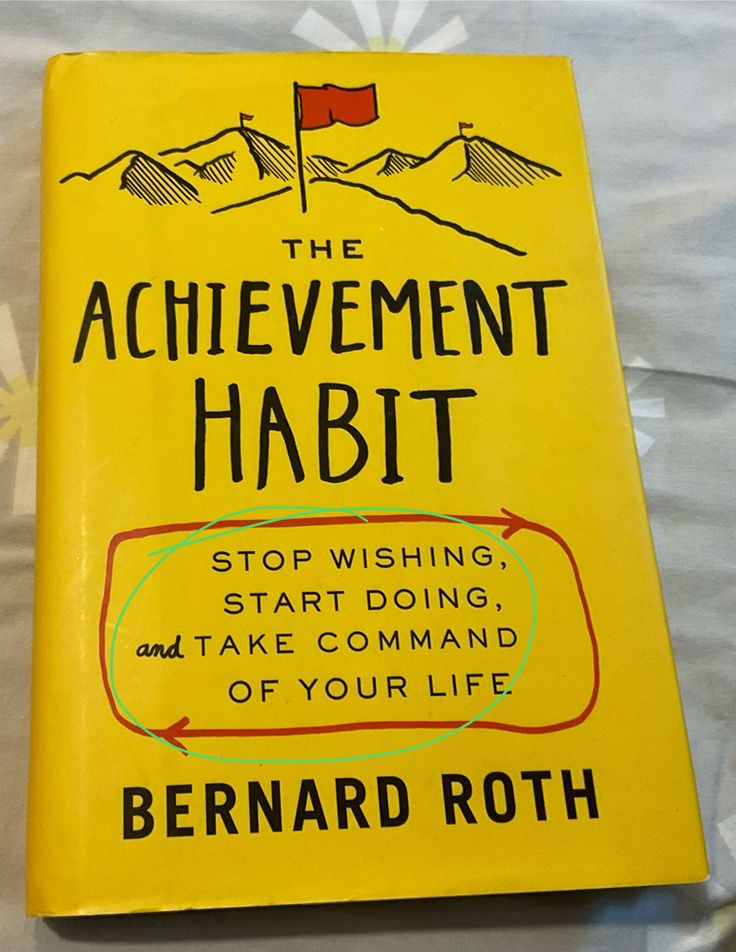 THE
ACHIEVEMENT
HABIT
STOP WISHING,
START DOING,
and TAKE COMMAND
OF YOUR LIFE
BERNARD ROTH